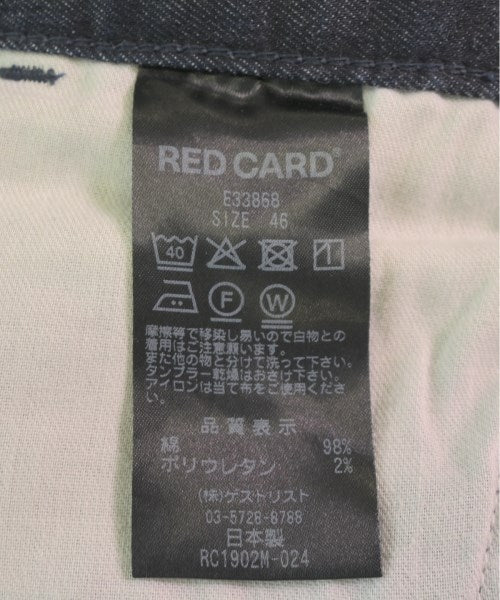 RED CARD®
E33868
SIZE 46
40
F W
摩擦等で移染し易いので白物との
着用はご注意願います。
また他の物と分けて洗って下さい。
タンブラー乾燥はおさけ下さい。
アイロンは当て布をご使用ください。
品質表示
綿 98%
ポリウレタン 2%
(株)ゲストリスト
03-5728-8788
日本製
RC1902M-024